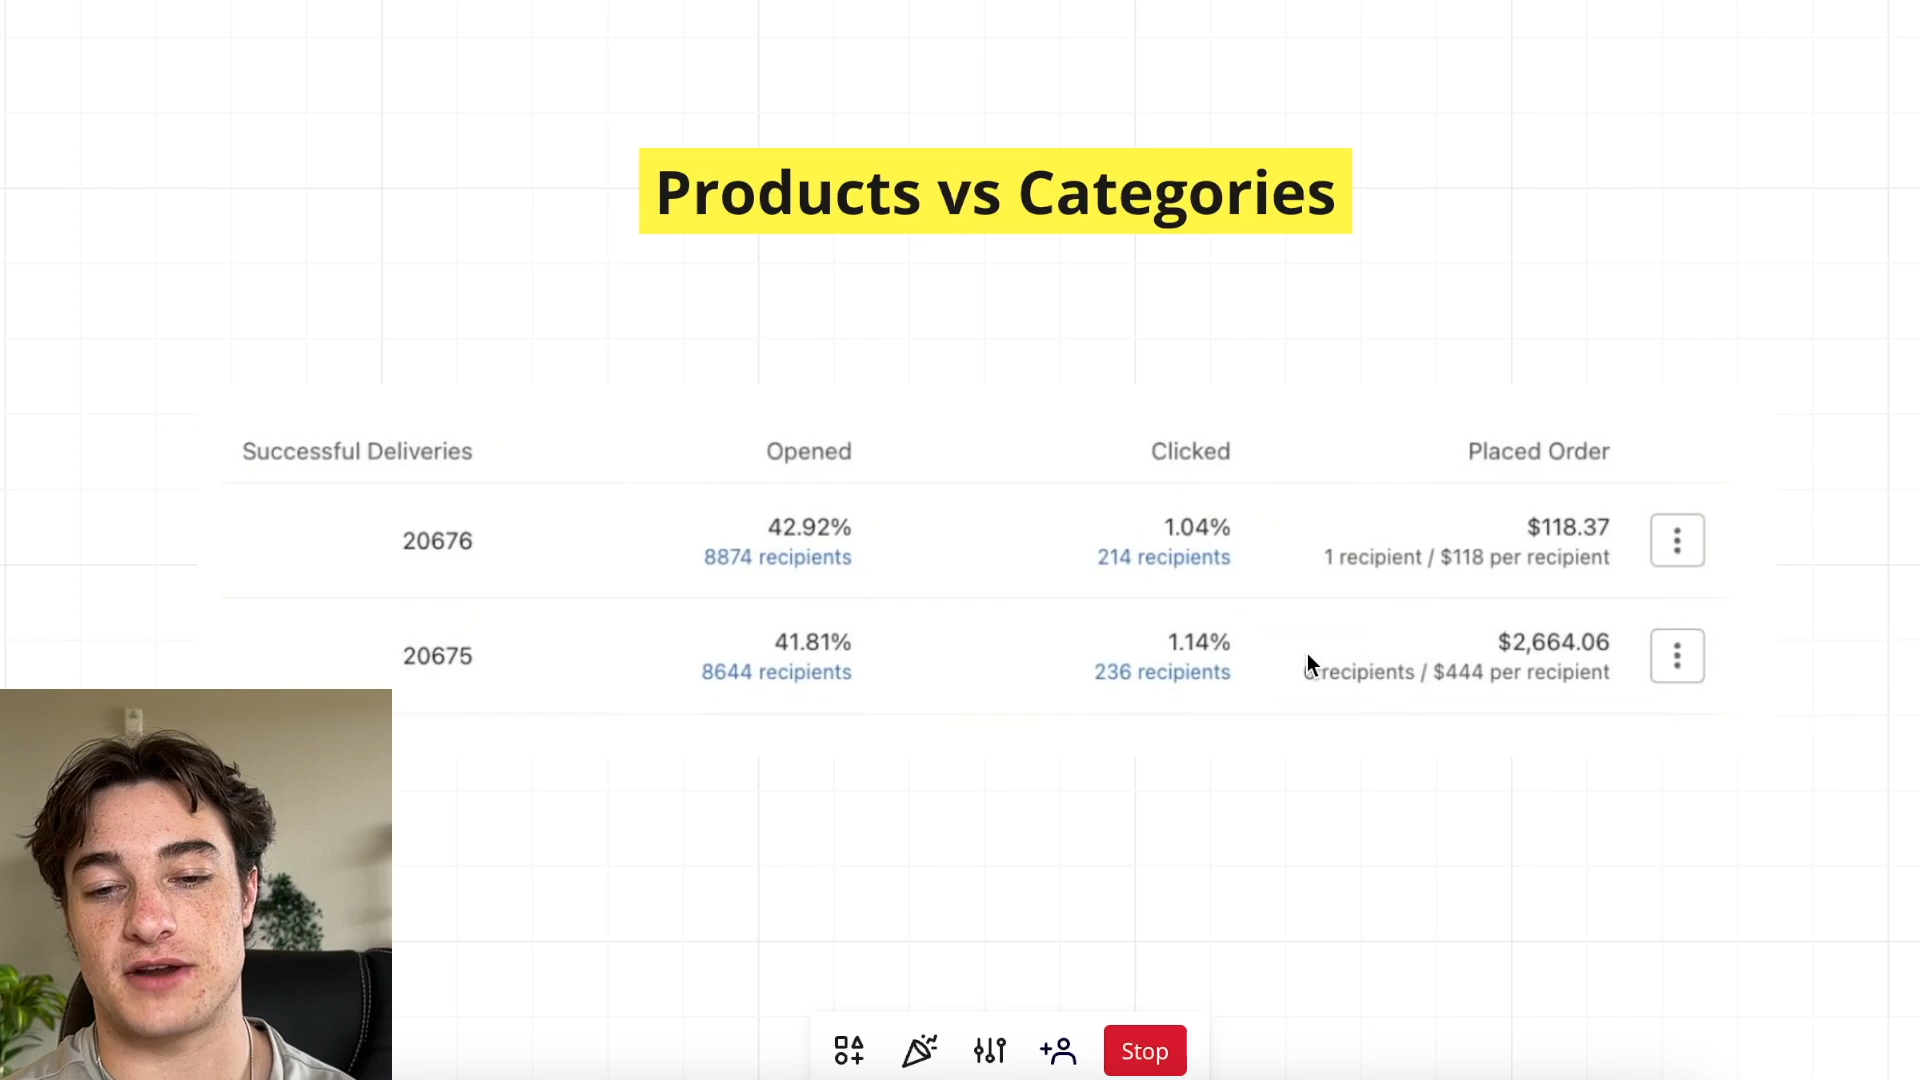 Products vs Categories
Successful Deliveries Opened Clicked Placed Order
20676 42.92% 1.04% $118.37
8874 recipients 214 recipients 1 recipient / $118 per recipient
20675 41.81% 1.14% $2,664.06
8644 recipients 236 recipients recipients / $444 per recipient
Stop